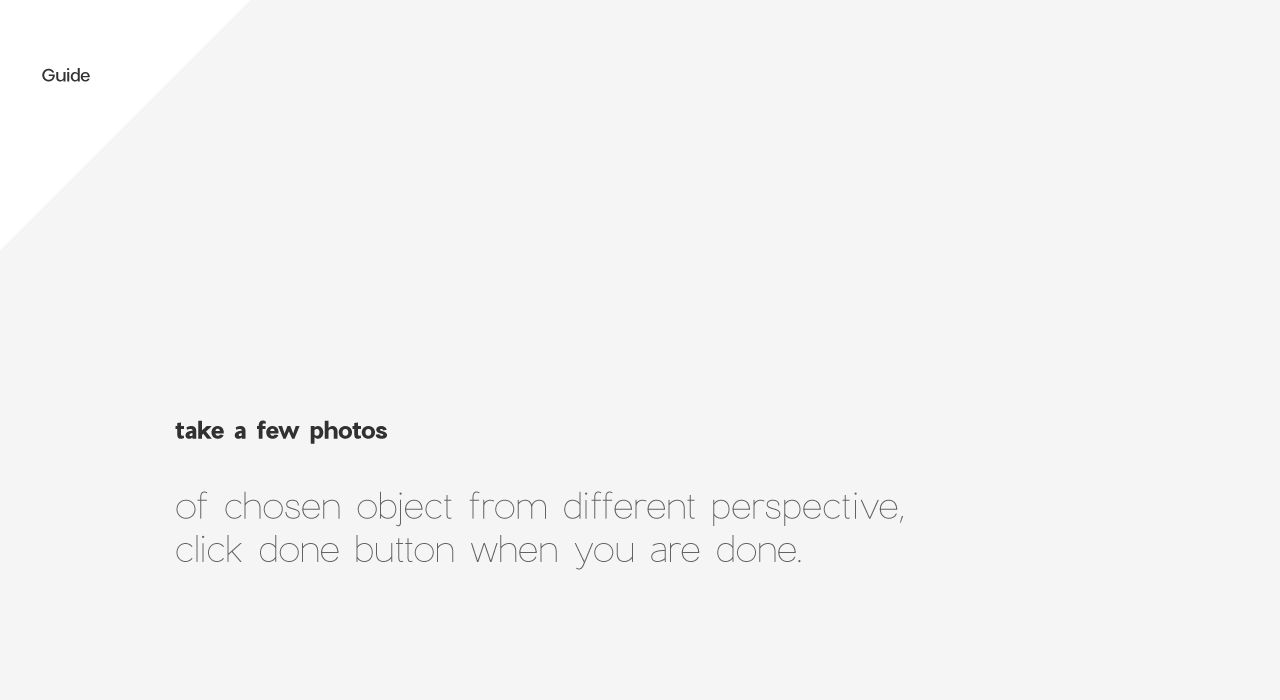 Guide
take a few photos
of chosen object from different perspective,
click done button when you are done.